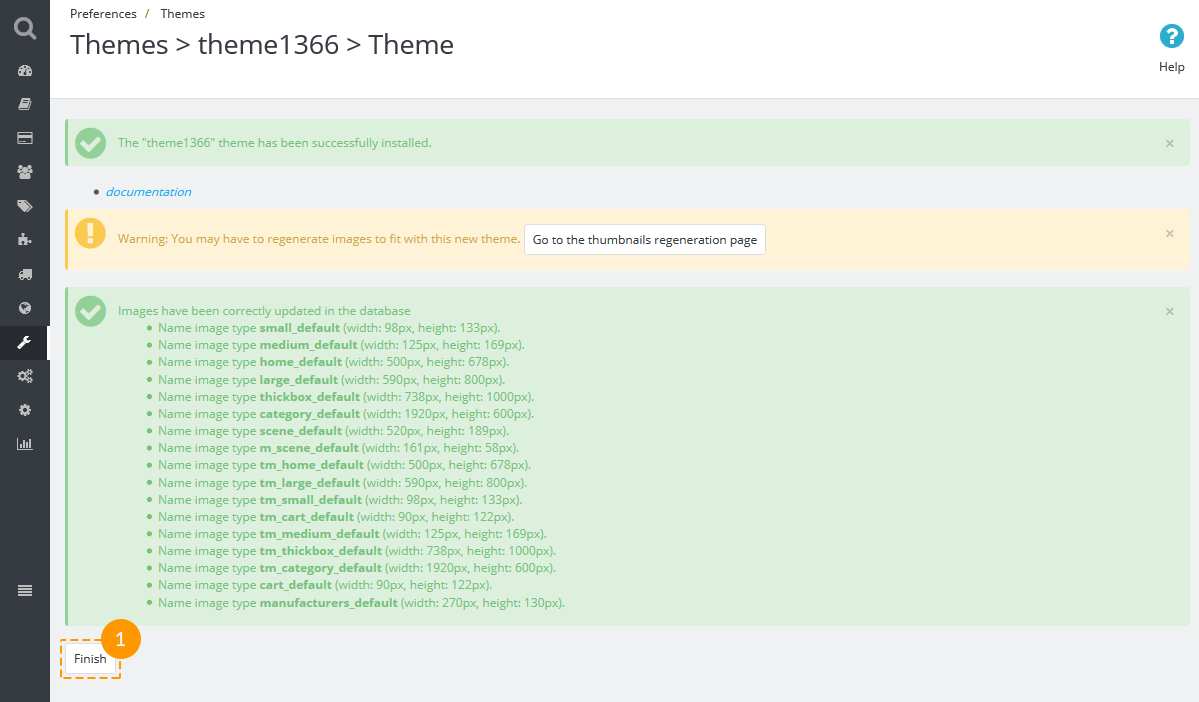 Preferences / Themes
Themes > theme1366 > Theme
Help
The "theme1366" theme has been successfully installed.
documentation
Warning: You may have to regenerate images to fit with this new theme. Go to the thumbnails regeneration page
Images have been correctly updated in the database
Name image type small_default (width: 98px, height: 133px).
Name image type medium_default (width: 125px, height: 169px).
Name image type home_default (width: 500px, height: 678px).
Name image type large_default (width: 590px, height: 800px).
Name image type thickbox_default (width: 738px, height: 1000px).
Name image type category_default (width: 1920px, height: 600px).
Name image type scene_default (width: 520px, height: 189px).
Name image type m_scene_default (width: 161px, height: 58px).
Name image type tm_home_default (width: 500px, height: 678px).
Name image type tm_large_default (width: 590px, height: 800px).
Name image type tm_small_default (width: 98px, height: 133px).
Name image type tm_cart_default (width: 90px, height: 122px).
Name image type tm_medium_default (width: 125px, height: 169px).
Name image type tm_thickbox_default (width: 738px, height: 1000px).
Name image type tm_category_default (width: 1920px, height: 600px).
Name image type cart_default (width: 90px, height: 122px).
Name image type manufacturers_default (width: 270px, height: 130px).
1
Finish